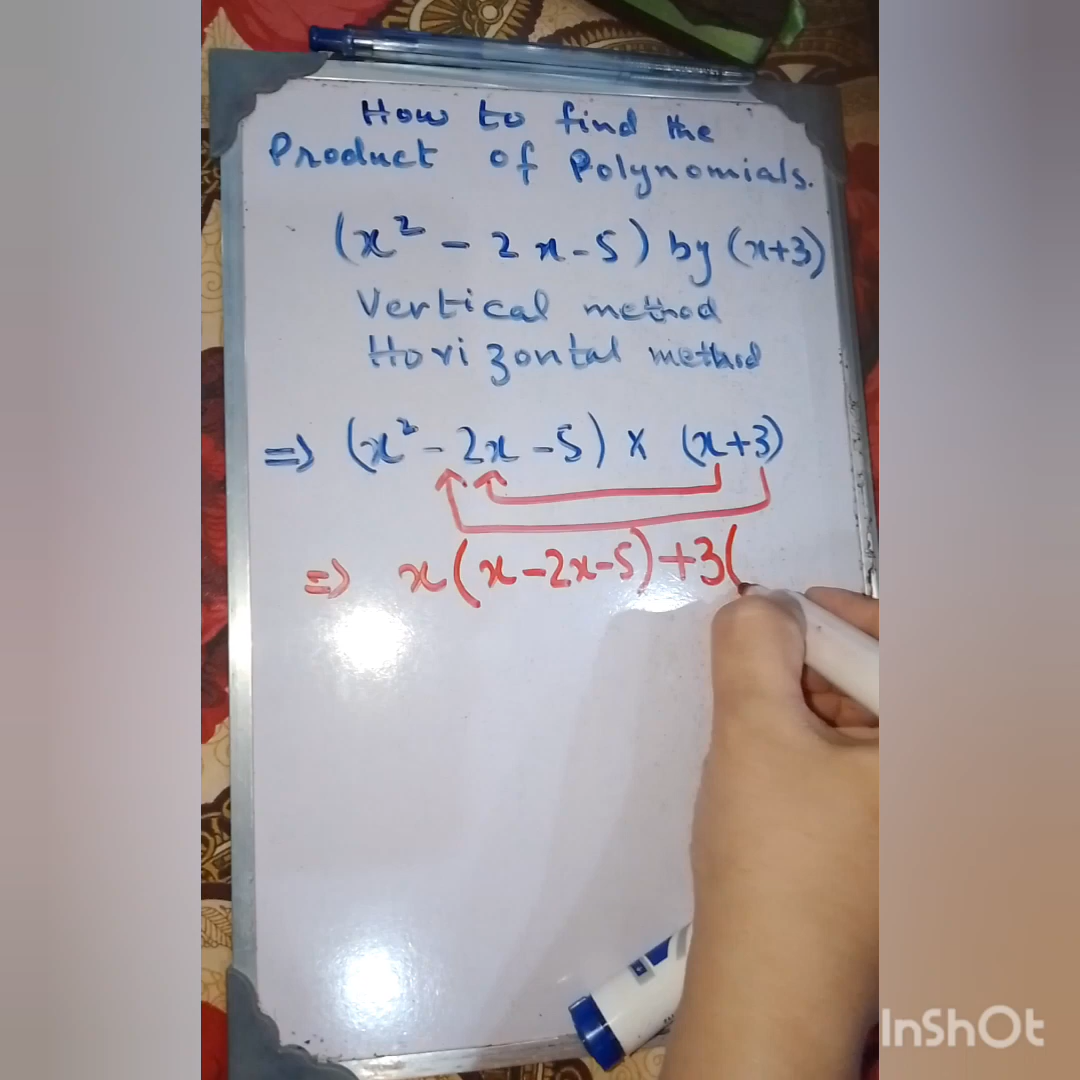 How to find the
Product of Polynomials.
(x² - 2x-5) by (x+3)
Vertical method
Horizontal method
=> (x² - 2x -5) × (x+3)
=> x(x-2x-5)+3(
InShOt